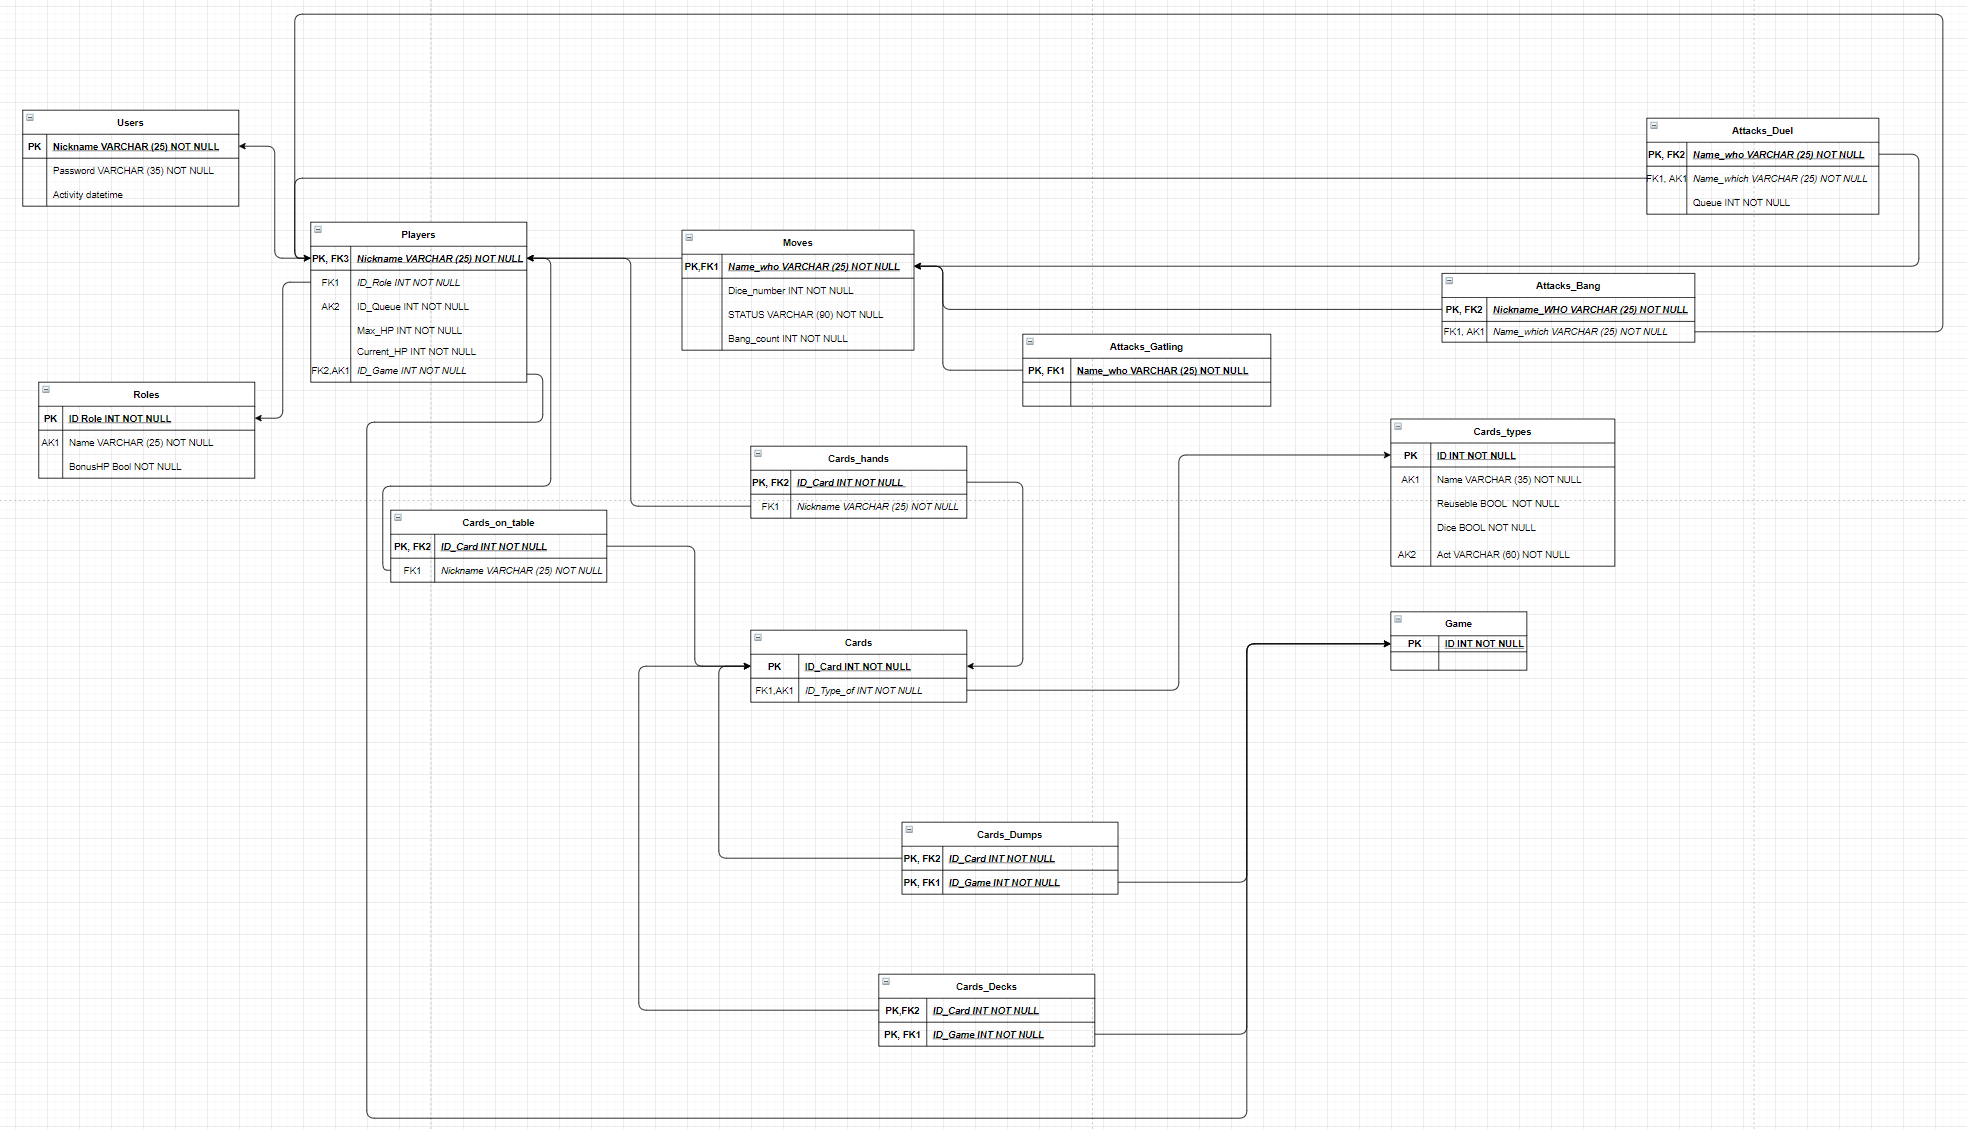 Users
PK Nickname VARCHAR (25) NOT NULL
Password VARCHAR (35) NOT NULL
Activity datetime
Attacks_Duel
PK, FK2 Name_who VARCHAR (25) NOT NULL
FK1, AK1 Name_which VARCHAR (25) NOT NULL
Queue INT NOT NULL
Players
PK, FK3 Nickname VARCHAR (25) NOT NULL
FK1 ID_Role INT NOT NULL
AK2 ID_Queue INT NOT NULL
Max_HP INT NOT NULL
Current_HP INT NOT NULL
FK2,AK1 ID_Game INT NOT NULL
Moves
PK,FK1 Name_who VARCHAR (25) NOT NULL
Dice_number INT NOT NULL
STATUS VARCHAR (90) NOT NULL
Bang_count INT NOT NULL
Attacks_Bang
PK, FK2 Nickname_WHO VARCHAR (25) NOT NULL
FK1, AK1 Name_which VARCHAR (25) NOT NULL
Attacks_Gatling
PK, FK1 Name_who VARCHAR (25) NOT NULL
Roles
PK ID Role INT NOT NULL
AK1 Name VARCHAR (25) NOT NULL
BonusHP Bool NOT NULL
Cards_types
PK ID INT NOT NULL
AK1 Name VARCHAR (35) NOT NULL
Reuseble BOOL NOT NULL
Dice BOOL NOT NULL
AK2 Act VARCHAR (60) NOT NULL
Cards_hands
PK, FK2 ID_Card INT NOT NULL
FK1 Nickname VARCHAR (25) NOT NULL
Cards_on_table
PK, FK2 ID_Card INT NOT NULL
FK1 Nickname VARCHAR (25) NOT NULL
Game
PK ID INT NOT NULL
Cards
PK ID_Card INT NOT NULL
FK1,AK1 ID_Type_of INT NOT NULL
Cards_Dumps
PK, FK2 ID_Card INT NOT NULL
PK, FK1 ID_Game INT NOT NULL
Cards_Decks
PK,FK2 ID_Card INT NOT NULL
PK, FK1 ID_Game INT NOT NULL